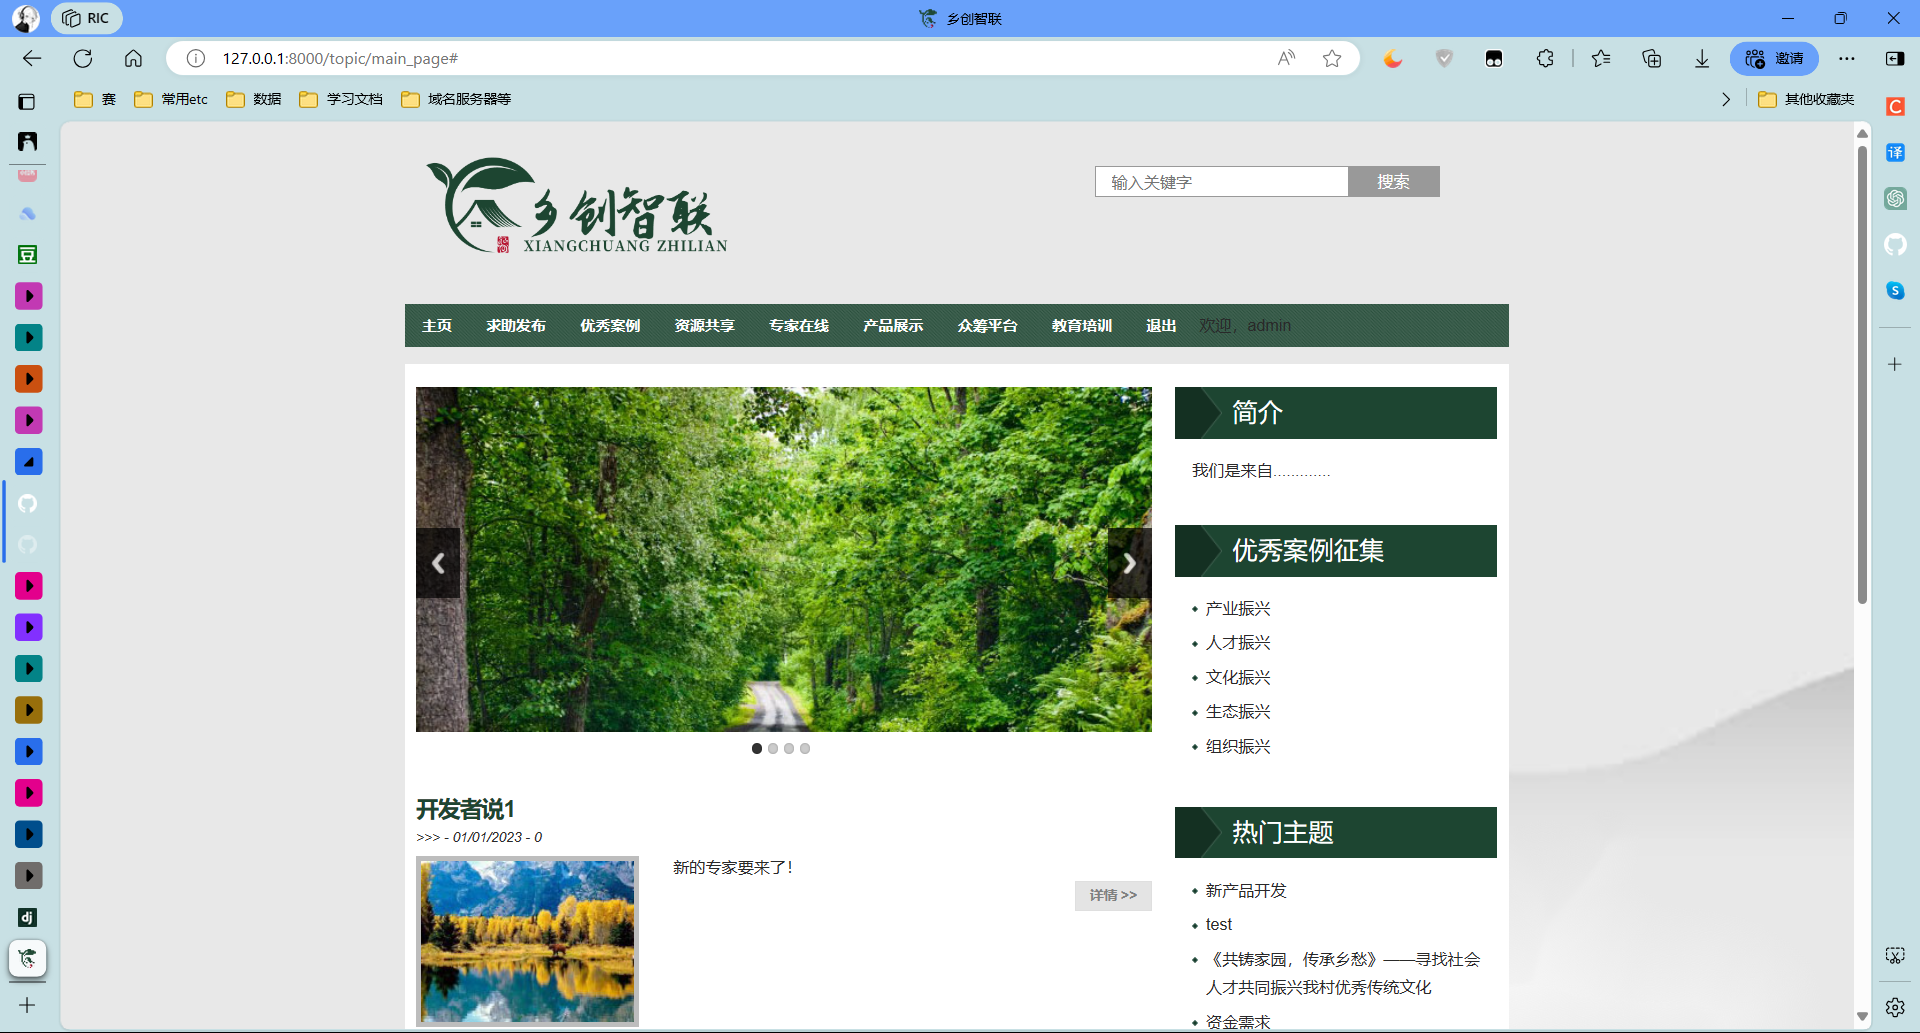 RIC
乡创智联
127.0.0.1:8000/topic/main_page#
邀请
赛
常用etc
数据
学习文档
域名服务器等
其他收藏夹
乡创智联
XIANGCHUANG ZHILIAN
输入关键字
搜索
主页
求助发布
优秀案例
资源共享
专家在线
产品展示
众筹平台
教育培训
退出
欢迎，admin
简介
我们是来自.............
优秀案例征集
产业振兴
人才振兴
文化振兴
生态振兴
组织振兴
开发者说1
>>> - 01/01/2023 - 0
新的专家要来了！
详情 >>
热门主题
新产品开发
test
《共铸家园，传承乡愁》——寻找社会
人才共同振兴我村优秀传统文化
资金需求
豆
dj
C
译
S